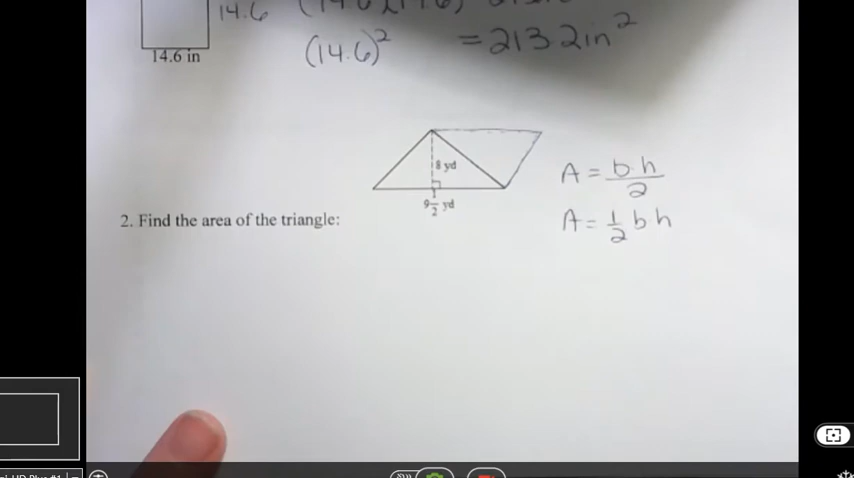 14.6
14.6 in
(14.6)² = 213.2in²
8 yd
9 1/2 yd
A = b·h/2
2. Find the area of the triangle:
A = 1/2 b h